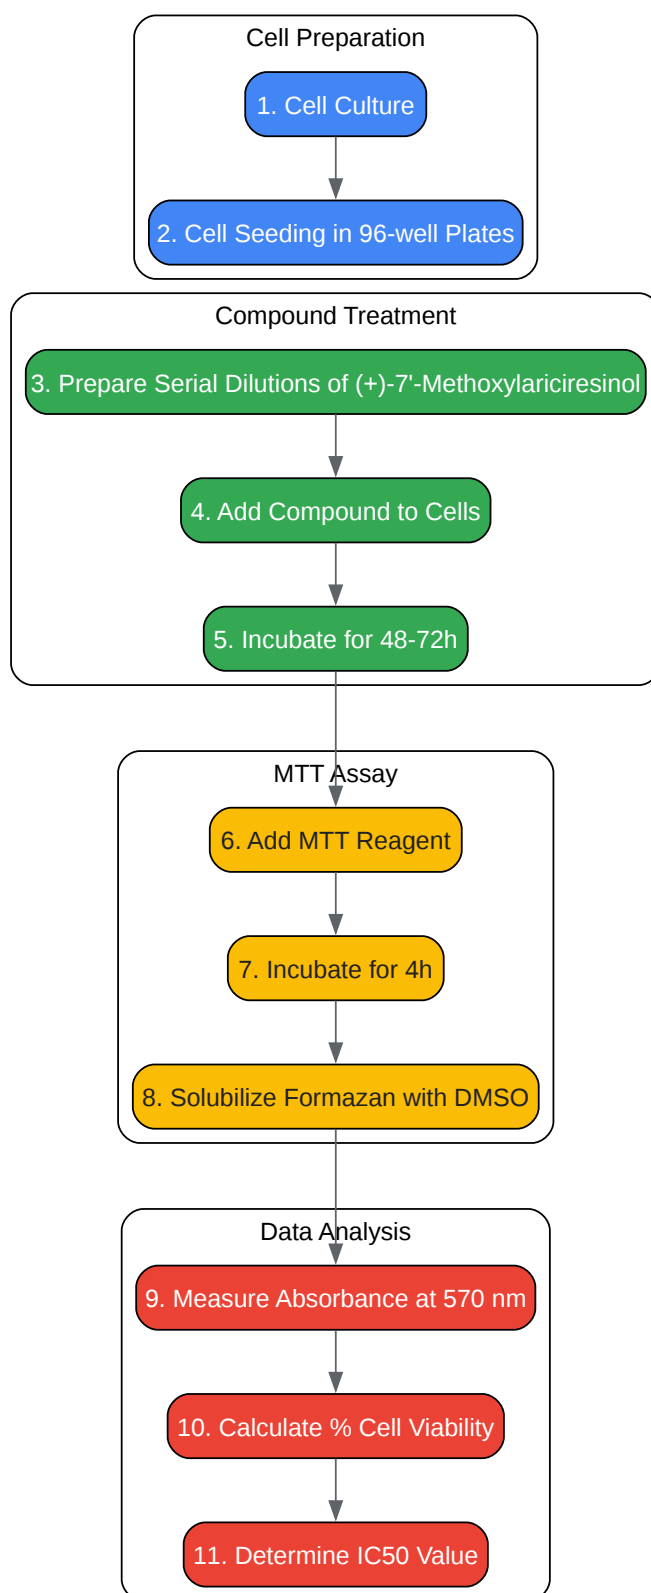 Cell Preparation
1. Cell Culture
2. Cell Seeding in 96-well Plates
Compound Treatment
3. Prepare Serial Dilutions of (+)-7'-Methoxylariciresinol
4. Add Compound to Cells
5. Incubate for 48-72h
MTT Assay
6. Add MTT Reagent
7. Incubate for 4h
8. Solubilize Formazan with DMSO
Data Analysis
9. Measure Absorbance at 570 nm
10. Calculate % Cell Viability
11. Determine IC50 Value